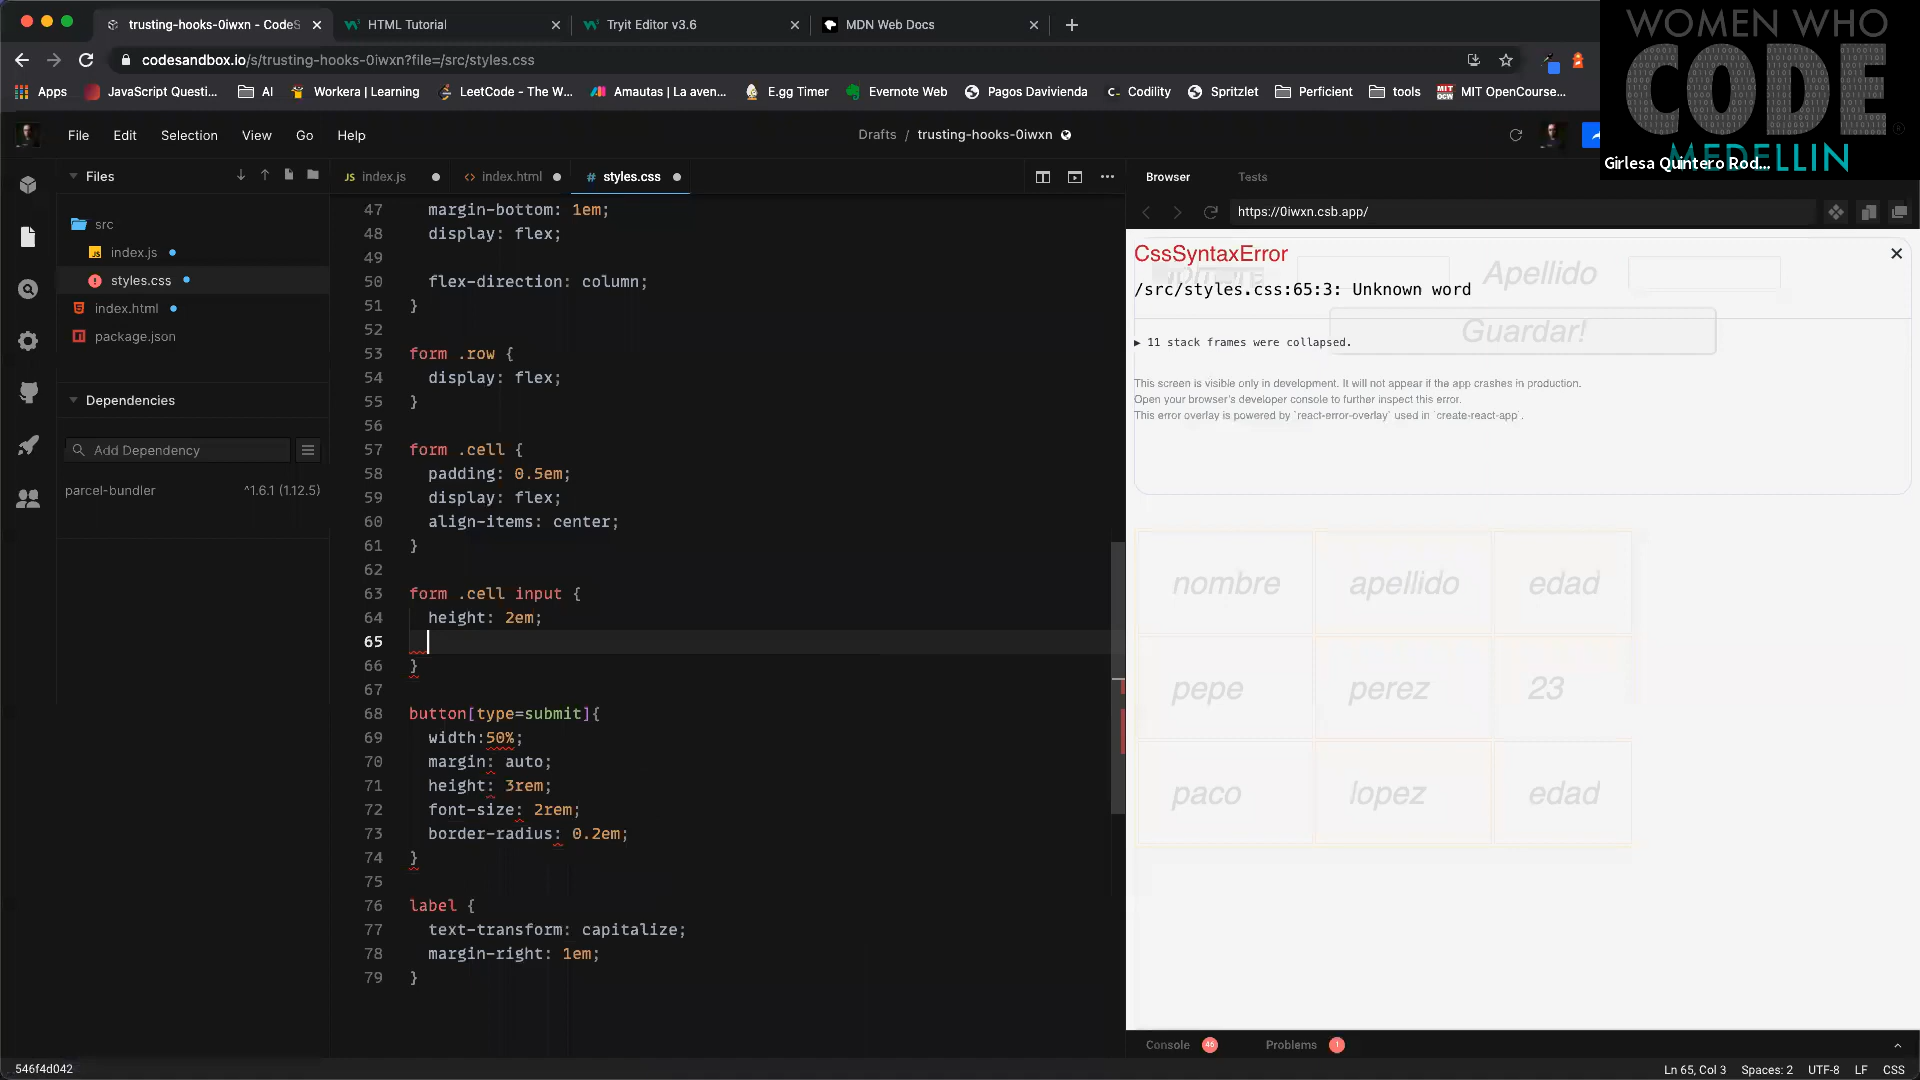 trusting-hooks-0iwxn - CodeS
HTML Tutorial
Tryit Editor v3.6
MDN Web Docs
codesandbox.io/s/trusting-hooks-0iwxn?file=/src/styles.css
Apps
JavaScript Questi...
AI
Workera | Learning
LeetCode - The W...
Amautas | La aven...
E.gg Timer
Evernote Web
Pagos Davivienda
Codility
Spritzlet
Perficient
tools
MIT OpenCourse...
WOMEN WHO
CODE
MEDELLIN
Girlesa Quintero Rod...
File
Edit
Selection
View
Go
Help
Drafts / trusting-hooks-0iwxn
Files
src
index.js
styles.css
index.html
package.json
Dependencies
Add Dependency
parcel-bundler ^1.6.1 (1.12.5)
JS index.js
<> index.html
# styles.css
47 margin-bottom: 1em;
48 display: flex;
49
50 flex-direction: column;
51 }
52
53 form .row {
54 display: flex;
55 }
56
57 form .cell {
58 padding: 0.5em;
59 display: flex;
60 align-items: center;
61 }
62
63 form .cell input {
64 height: 2em;
65
66 }
67
68 button[type=submit]{
69 width:50%;
70 margin: auto;
71 height: 3rem;
72 font-size: 2rem;
73 border-radius: 0.2em;
74 }
75
76 label {
77 text-transform: capitalize;
78 margin-right: 1em;
79 }
Browser
Tests
https://0iwxn.csb.app/
CssSyntaxError
Apellido
/src/styles.css:65:3: Unknown word
Guardar!
▶ 11 stack frames were collapsed.
This screen is visible only in development. It will not appear if the app crashes in production.
Open your browser's developer console to further inspect this error.
This error overlay is powered by `react-error-overlay` used in `create-react-app`.
nombre apellido edad
pepe perez 23
paco lopez edad
Console 46
Problems 1
546f4d042
Ln 65, Col 3
Spaces: 2
UTF-8
LF
CSS